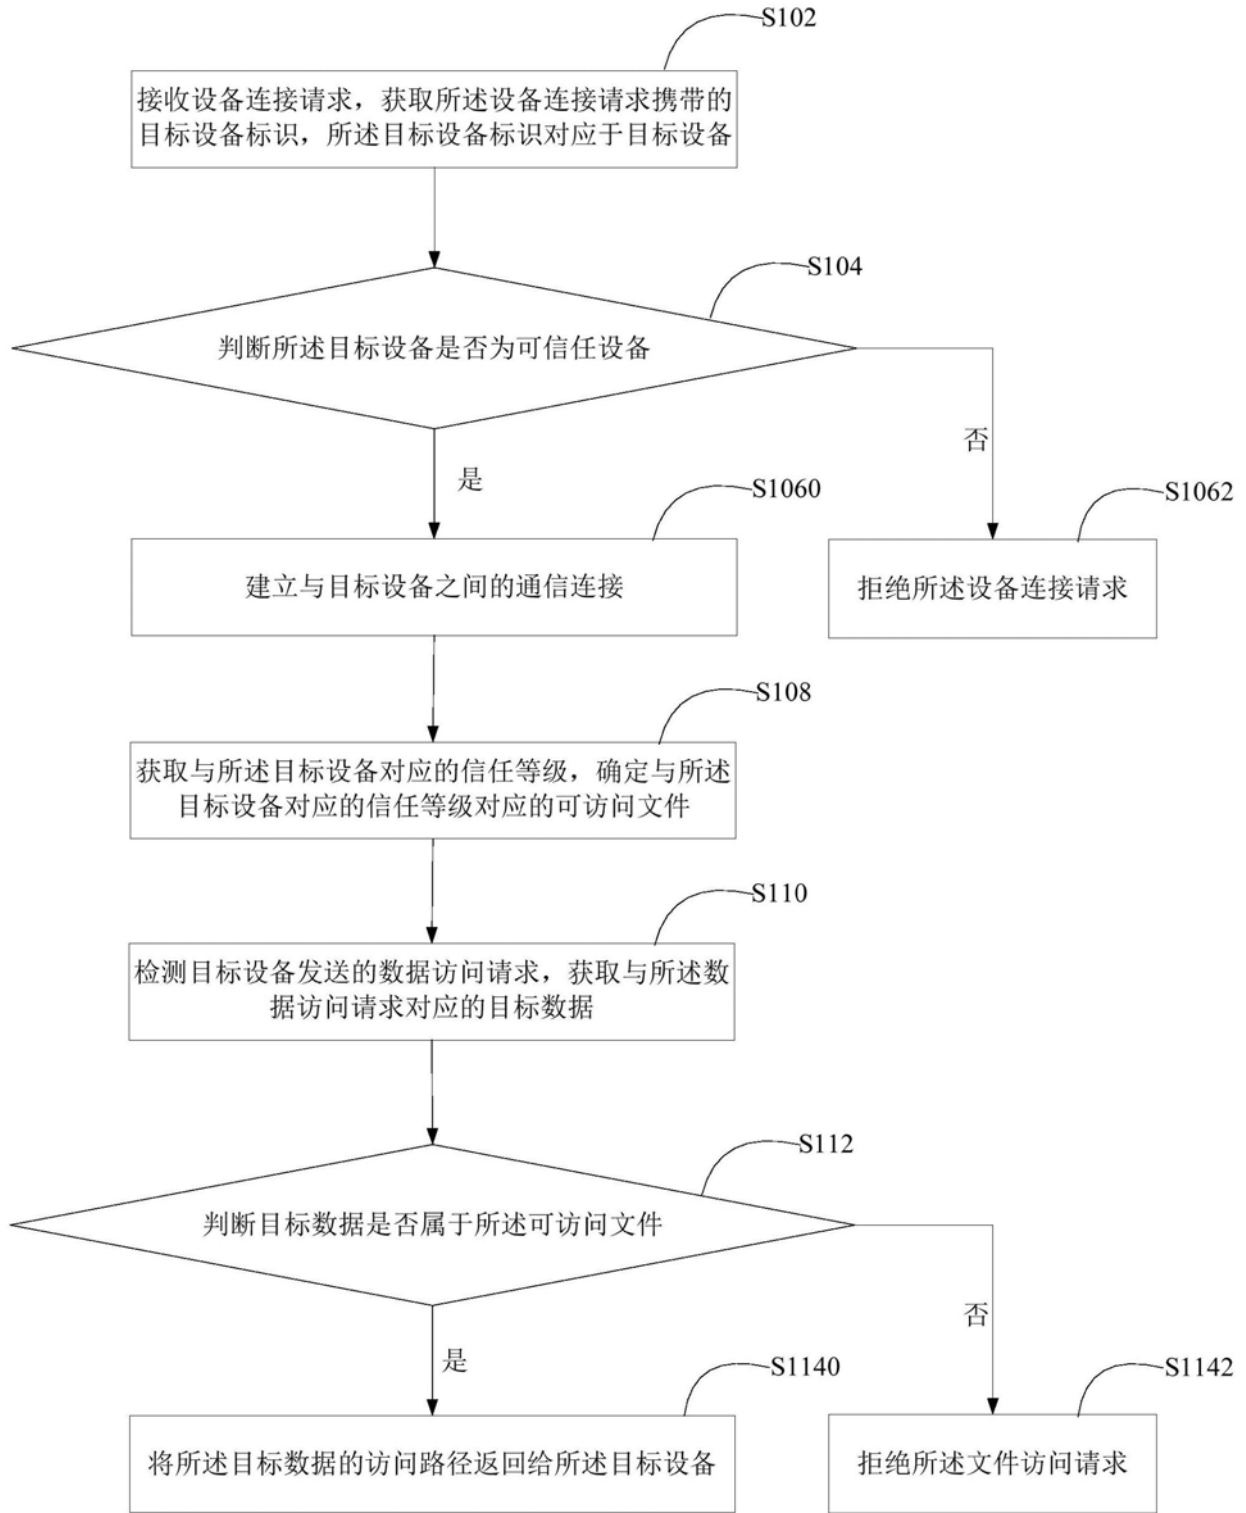 S102
接收设备连接请求，获取所述设备连接请求携带的
目标设备标识，所述目标设备标识对应于目标设备
S104
判断所述目标设备是否为可信任设备
否
是
S1060
S1062
建立与目标设备之间的通信连接
拒绝所述设备连接请求
S108
获取与所述目标设备对应的信任等级，确定与所述
目标设备对应的信任等级对应的可访问文件
S110
检测目标设备发送的数据访问请求，获取与所述数
据访问请求对应的目标数据
S112
判断目标数据是否属于所述可访问文件
否
是
S1140
S1142
将所述目标数据的访问路径返回给所述目标设备
拒绝所述文件访问请求